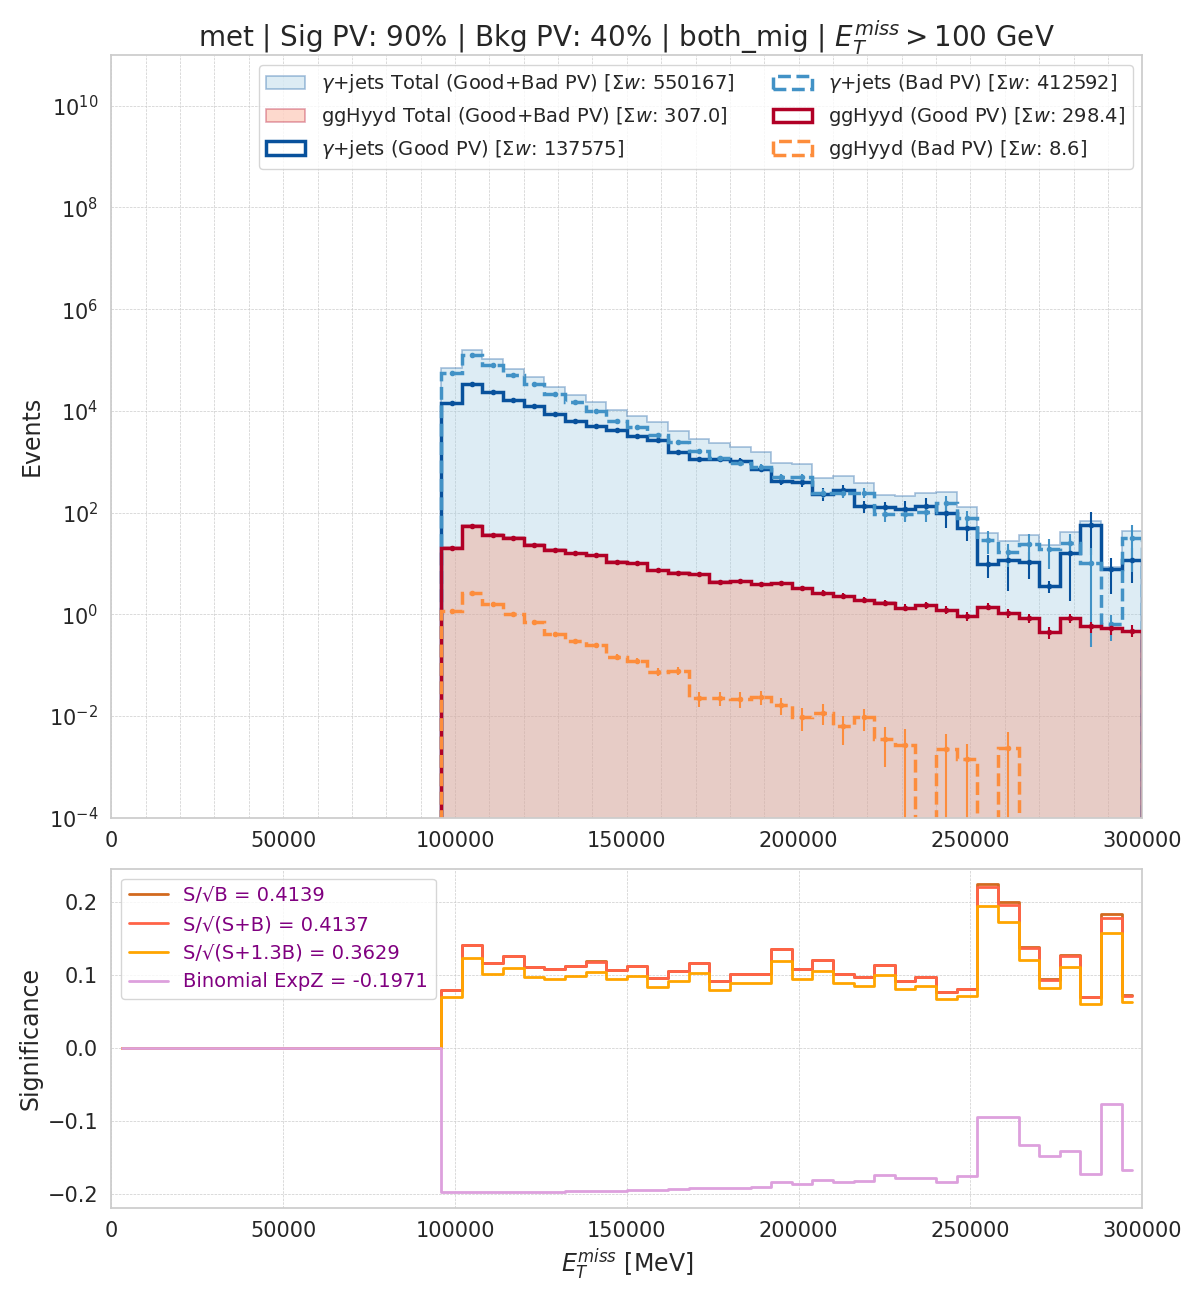 met | Sig PV: 90% | Bkg PV: 40% | both_mig | $E_T^{miss} > 100$ GeV
γ+jets Total (Good+Bad PV) [Σw: 550167]
ggHyyd Total (Good+Bad PV) [Σw: 307.0]
γ+jets (Good PV) [Σw: 137575]
γ+jets (Bad PV) [Σw: 412592]
ggHyyd (Good PV) [Σw: 298.4]
ggHyyd (Bad PV) [Σw: 8.6]
Events
$10^{10}$
$10^{8}$
$10^{6}$
$10^{4}$
$10^{2}$
$10^{0}$
$10^{-2}$
$10^{-4}$
0 50000 100000 150000 200000 250000 300000
S/√B = 0.4139
S/√(S+B) = 0.4137
S/√(S+1.3B) = 0.3629
Binomial ExpZ = -0.1971
Significance
0.2
0.1
0.0
−0.1
−0.2
0 50000 100000 150000 200000 250000 300000
$E_T^{miss}$ [MeV]